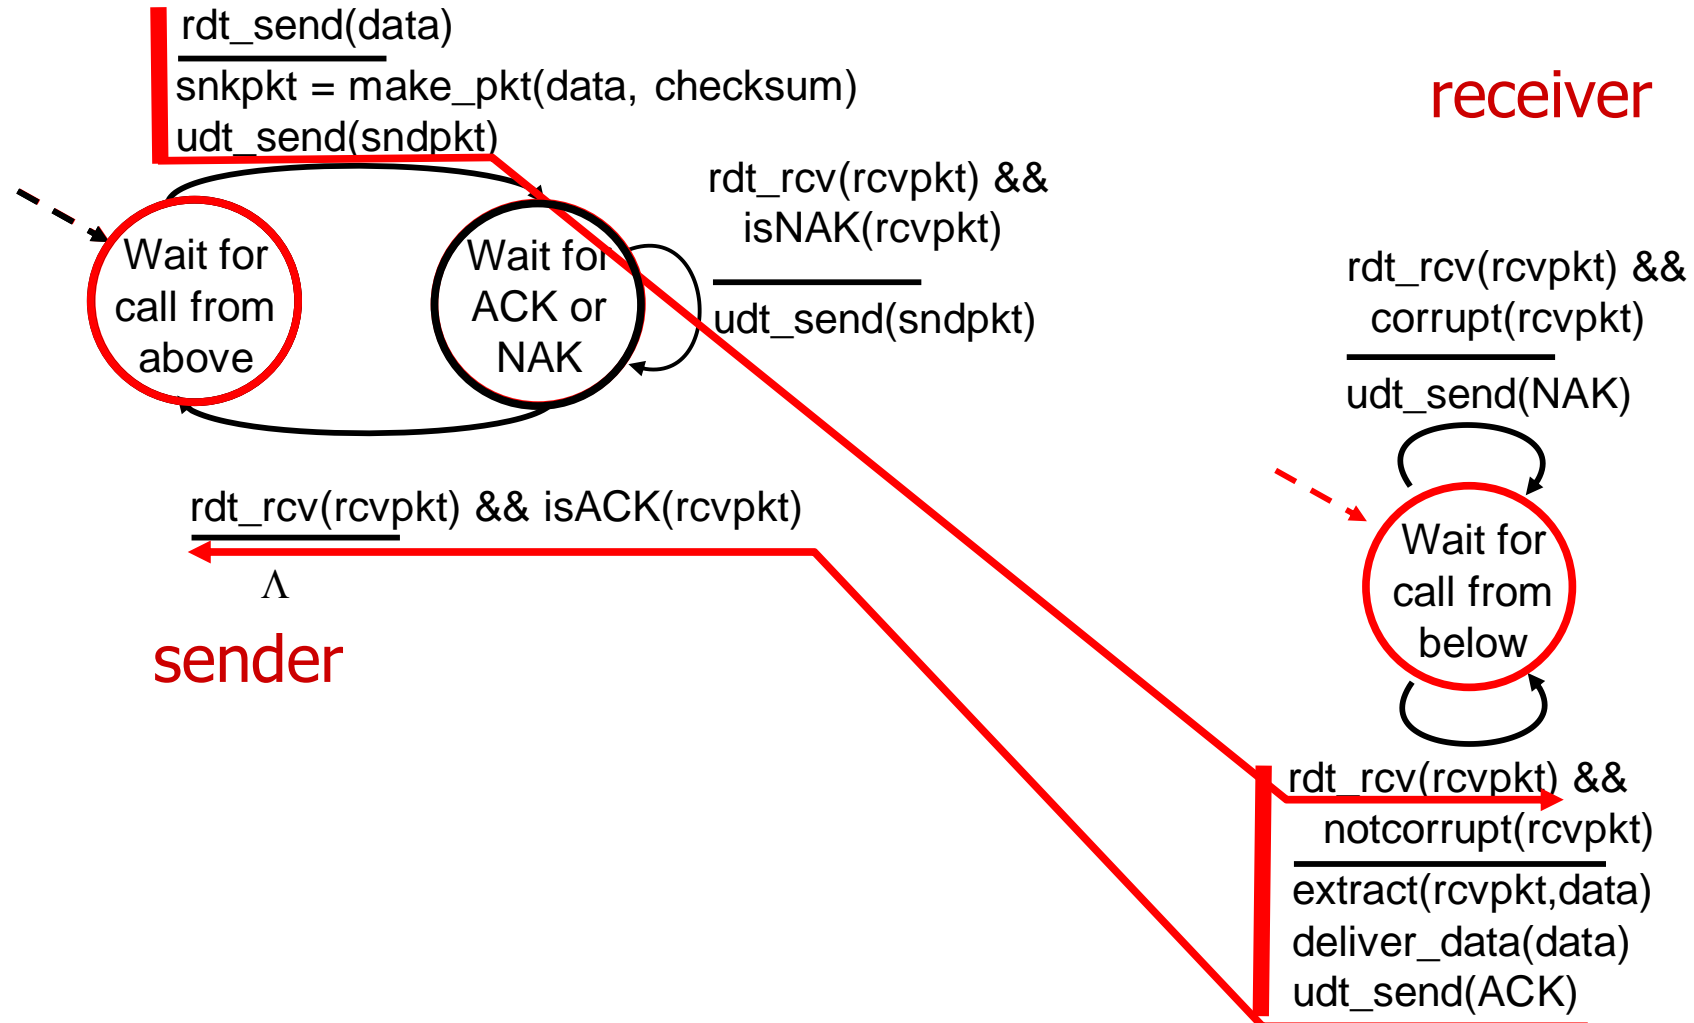 rdt_send(data)
snkpkt = make_pkt(data, checksum)
udt_send(sndpkt)
receiver
rdt_rcv(rcvpkt) &&
isNAK(rcvpkt)
udt_send(sndpkt)
Wait for
call from
above
Wait for
ACK or
NAK
rdt_rcv(rcvpkt) &&
corrupt(rcvpkt)
udt_send(NAK)
rdt_rcv(rcvpkt) && isACK(rcvpkt)
Λ
sender
Wait for
call from
below
rdt_rcv(rcvpkt) &&
notcorrupt(rcvpkt)
extract(rcvpkt,data)
deliver_data(data)
udt_send(ACK)